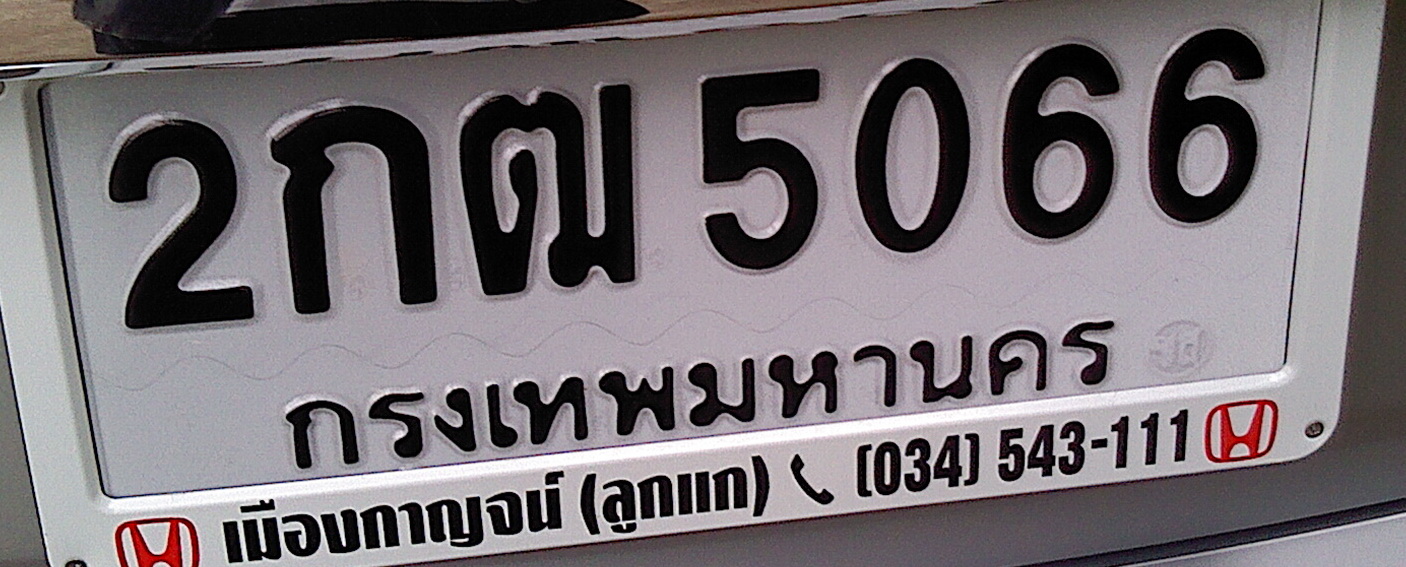 2กฒ 5066
กรุงเทพมหานคร
เมืองกาญจน์ (ลูกแก) (034) 543-111